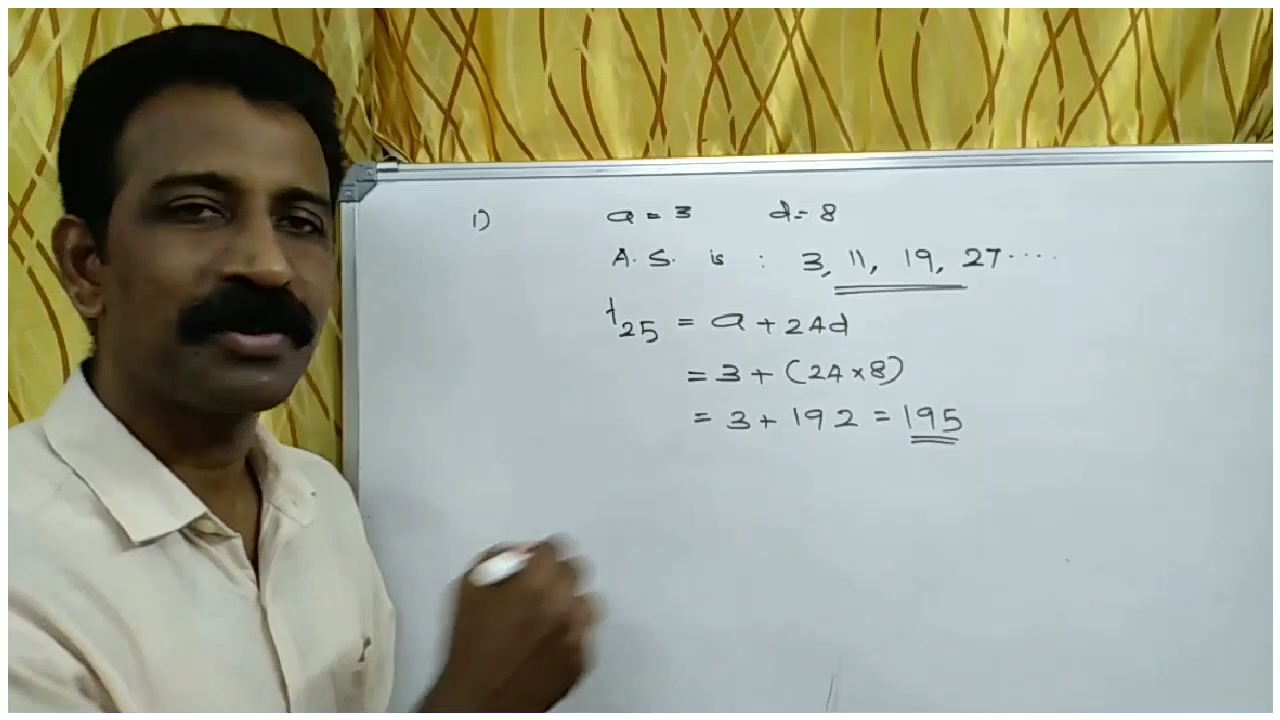 1) a = 3 d = 8
A.S. is : 3, 11, 19, 27 ....
t25 = a + 24d
= 3 + (24 × 8)
= 3 + 192 = 195